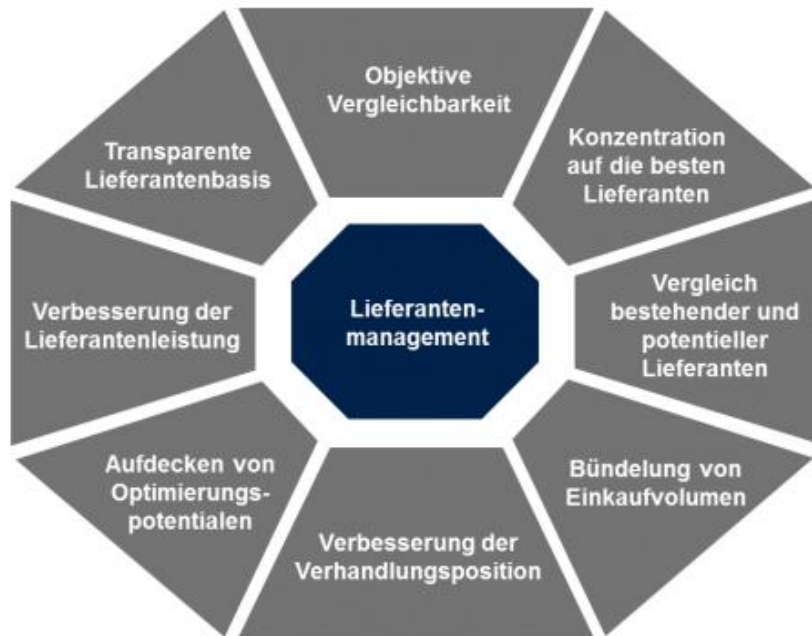 Objektive
Vergleichbarkeit
Konzentration
auf die besten
Lieferanten
Vergleich
bestehender und
potentieller
Lieferanten
Bündelung von
Einkaufvolumen
Verbesserung der
Verhandlungsposition
Aufdecken von
Optimierungs-
potentialen
Verbesserung der
Lieferantenleistung
Transparente
Lieferantenbasis
Lieferanten-
management